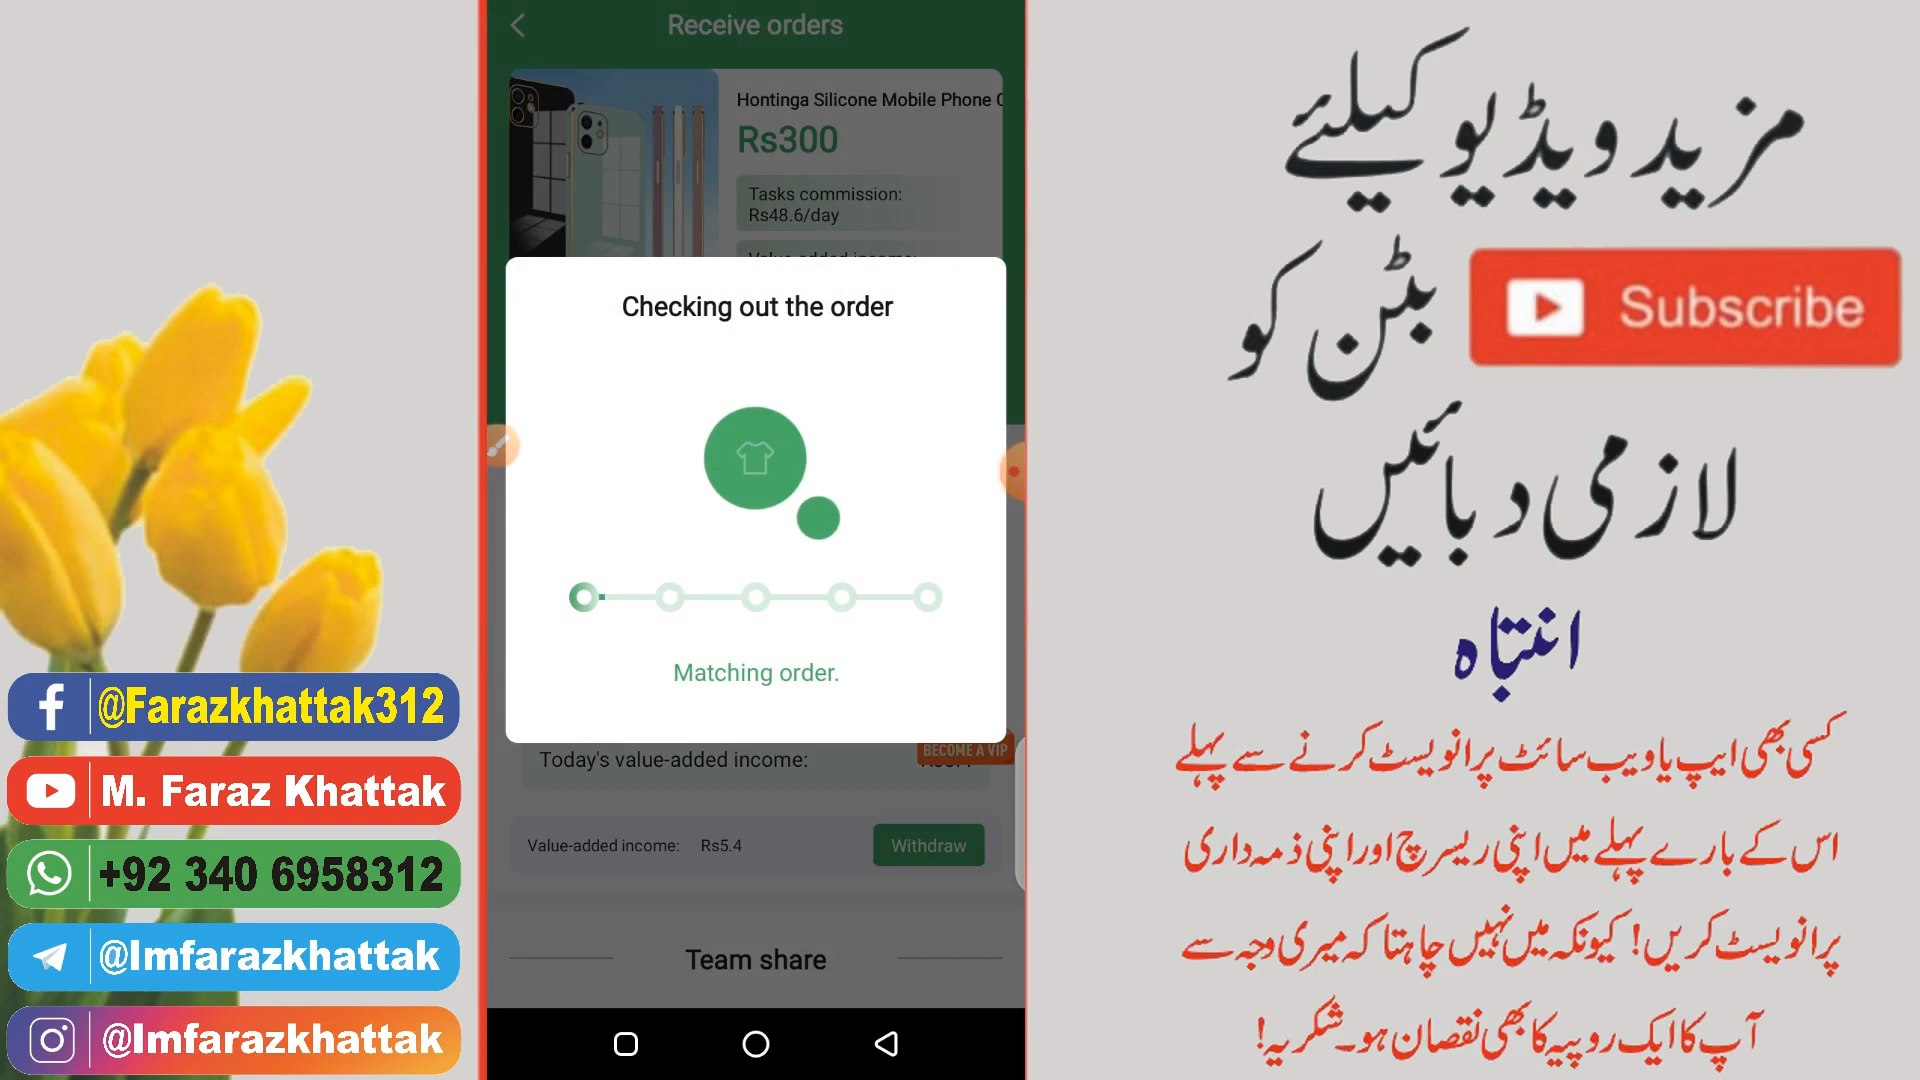 Receive orders
Hontinga Silicone Mobile Phone
Rs300
Tasks commission:
Rs48.6/day
Checking out the order
Matching order.
Today's value-added income:
BECOME A VIP
Value-added income: Rs5.4
Withdraw
Team share
@Farazkhattak312
M. Faraz Khattak
+92 340 6958312
@Imfarazkhattak
@Imfarazkhattak
مزید ویڈیو کیلئے
Subscribe بٹن کو
لازمی دبائیں
انتباہ
کسی بھی ایپ یا ویب سائٹ پر انویسٹ کرنے سے پہلے
اس کے بارے پہلے میں اپنی ریسرچ اور اپنی ذمہ داری
پر انویسٹ کریں! کیونکہ میں نہیں چاہتا کہ میری وجہ سے
آپ کا ایک روپیہ کا بھی نقصان ہو۔ شکریہ!